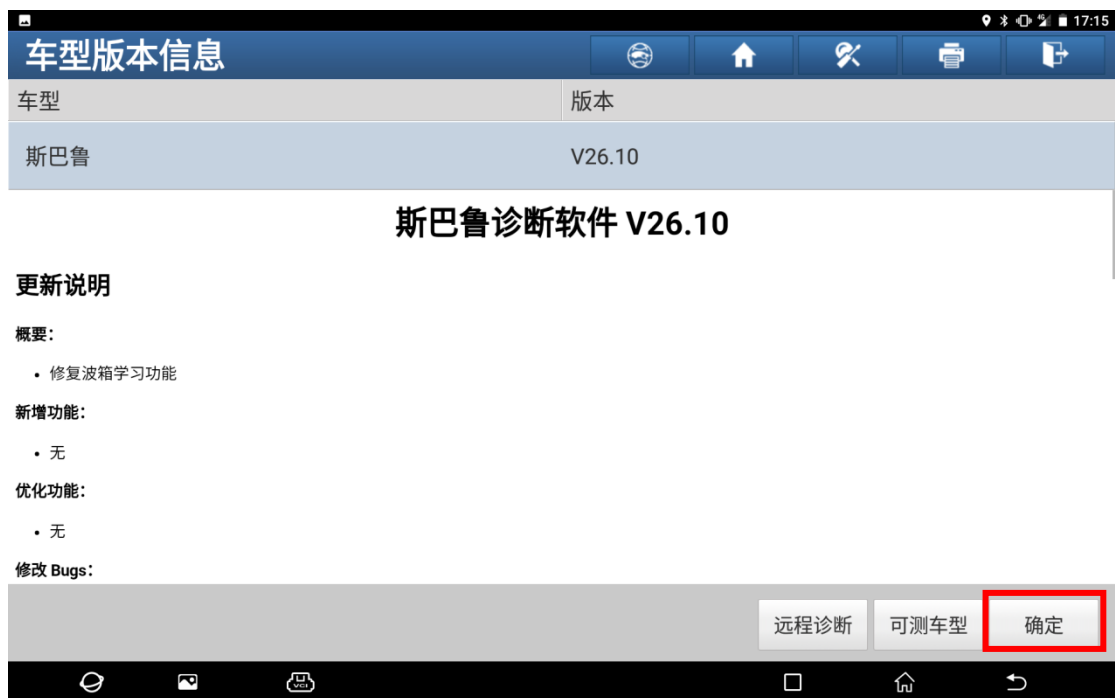 17:15
车型版本信息
车型 版本
斯巴鲁 V26.10
斯巴鲁诊断软件 V26.10
更新说明
概要：
• 修复波箱学习功能
新增功能：
• 无
优化功能：
• 无
修改 Bugs：
远程诊断 可测车型 确定
VCI